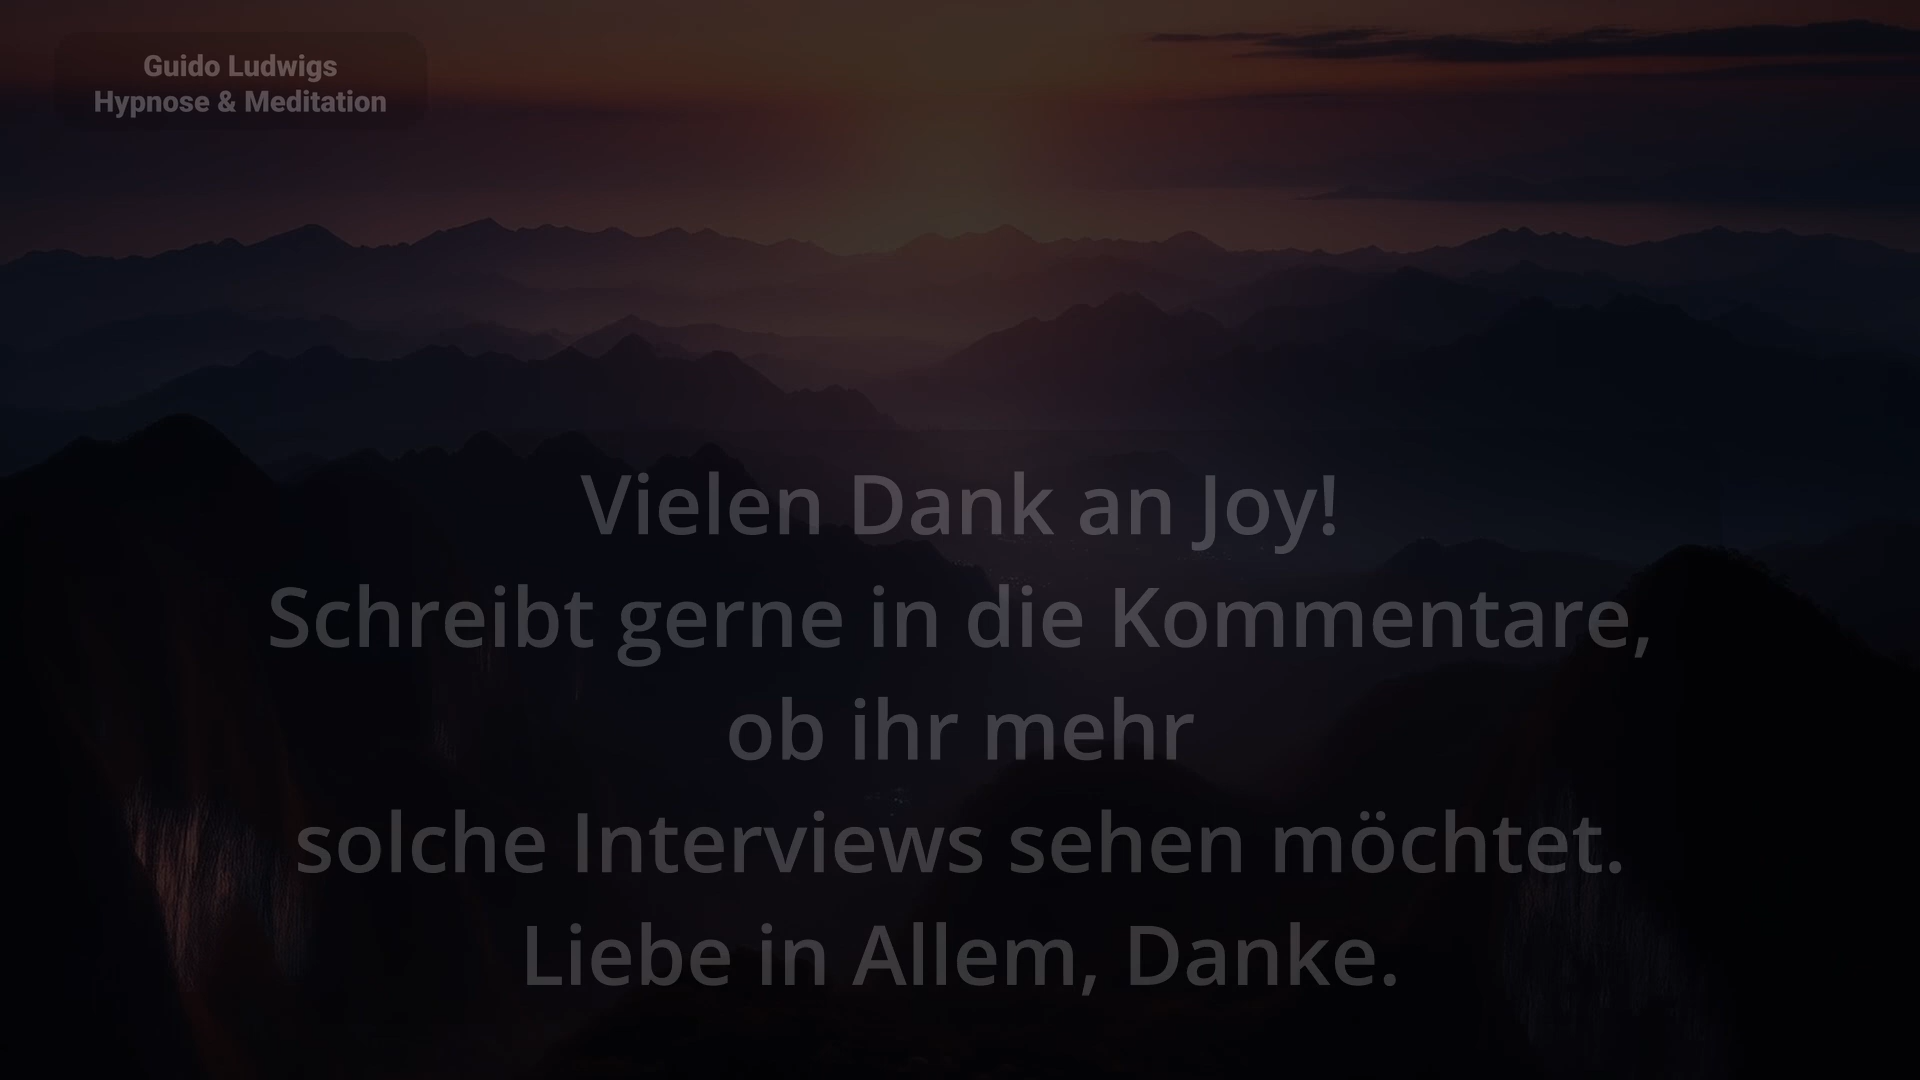 Guido Ludwigs
Hypnose & Meditation
Vielen Dank an Joy!
Schreibt gerne in die Kommentare,
ob ihr mehr
solche Interviews sehen möchtet.
Liebe in Allem, Danke.